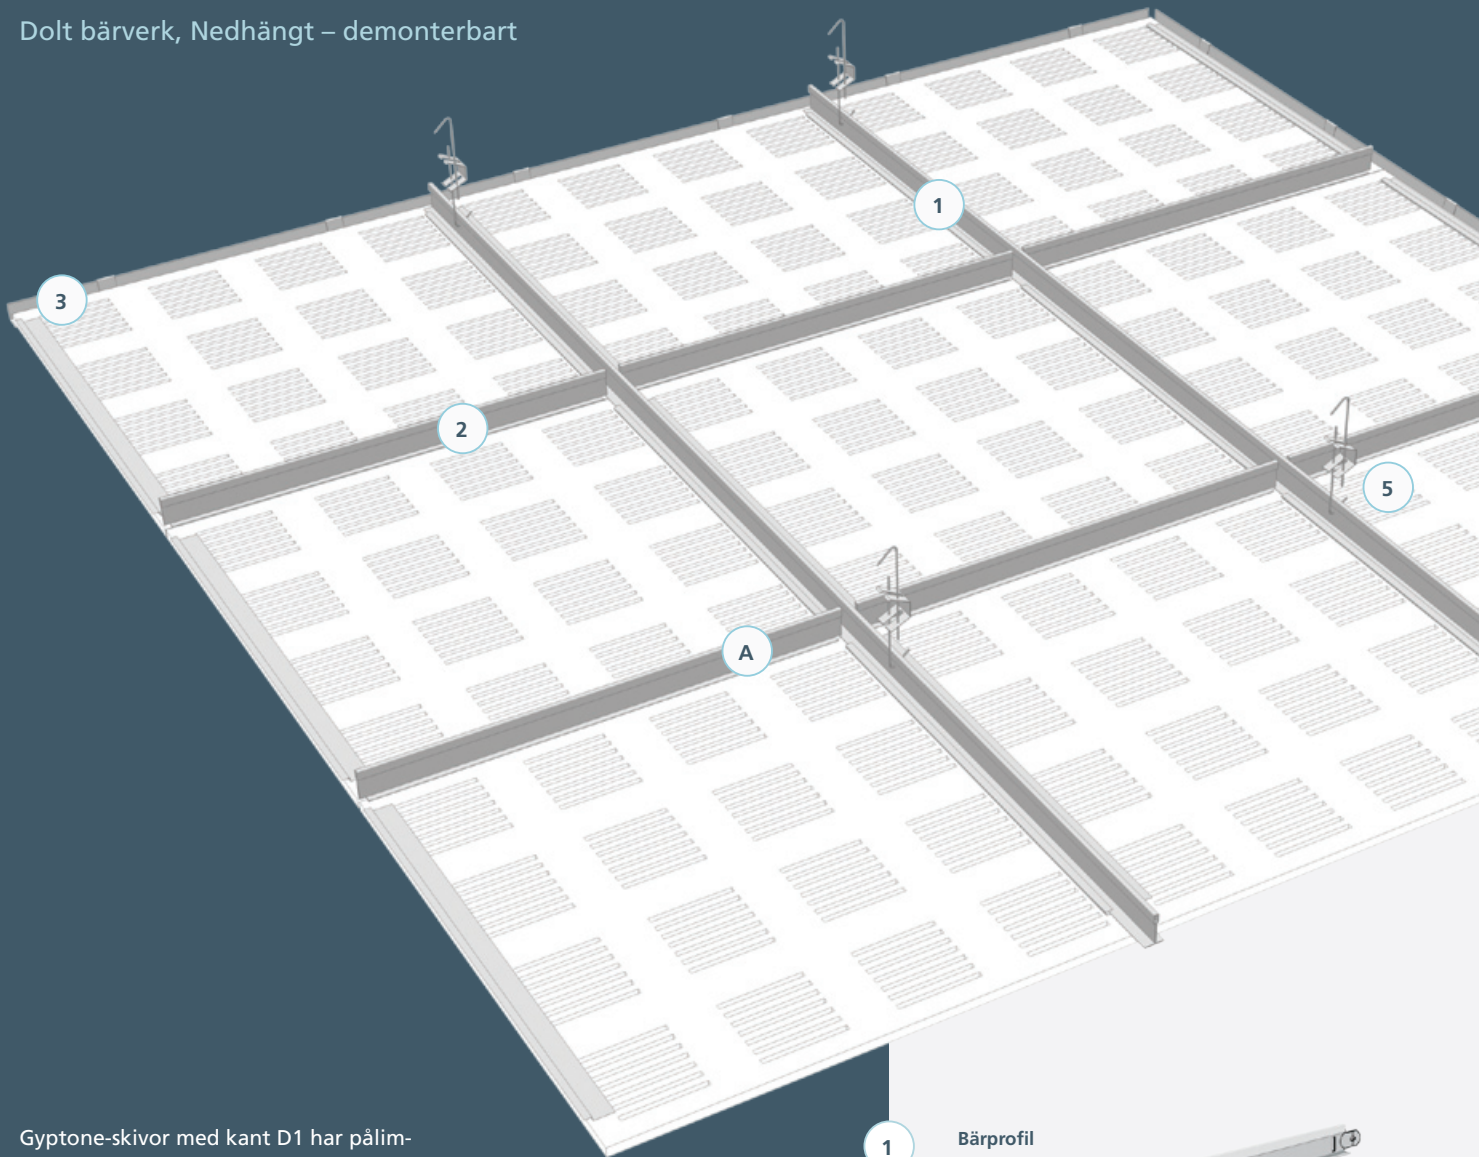 Dolt bärverk, Nedhängt – demonterbart
1
3
2
5
A
Gyptone-skivor med kant D1 har pålim-
1 Bärprofil